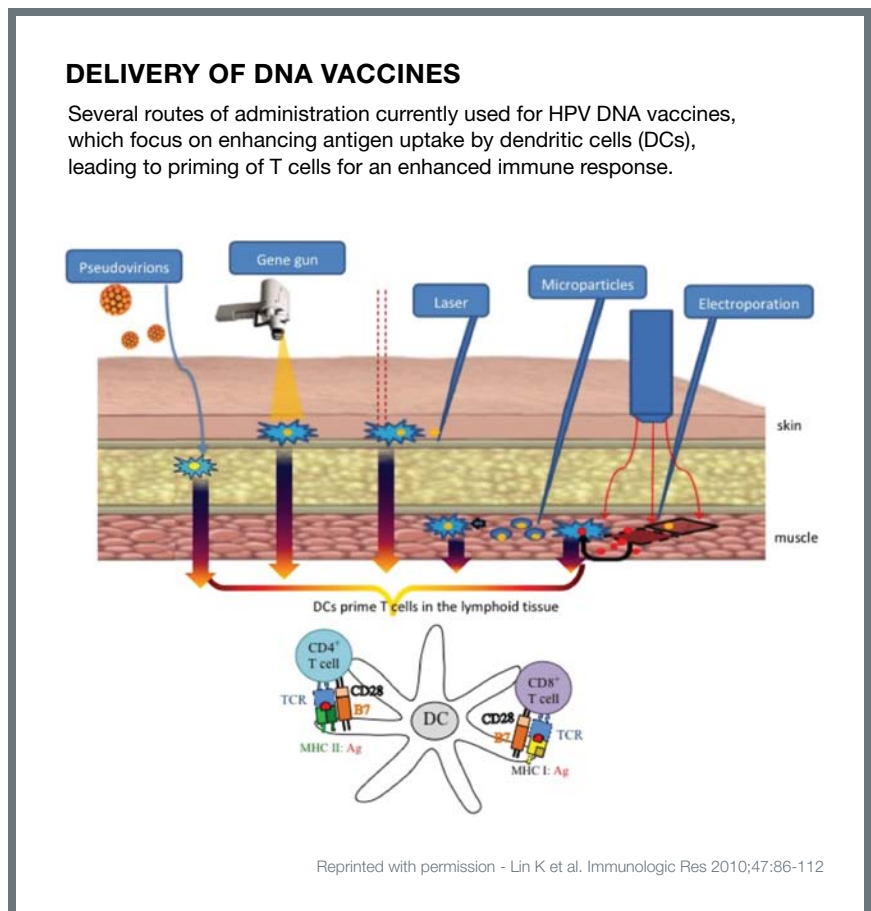 DELIVERY OF DNA VACCINES
Several routes of administration currently used for HPV DNA vaccines,
which focus on enhancing antigen uptake by dendritic cells (DCs),
leading to priming of T cells for an enhanced immune response.
Pseudovirions
Gene gun
Laser
Microparticles
Electroporation
skin
muscle
DCs prime T cells in the lymphoid tissue
CD4+
T cell
TCR
CD28
B7
MHC II: Ag
DC
CD8+
T cell
CD28
B7
TCR
MHC I: Ag
Reprinted with permission - Lin K et al. Immunologic Res 2010;47:86-112